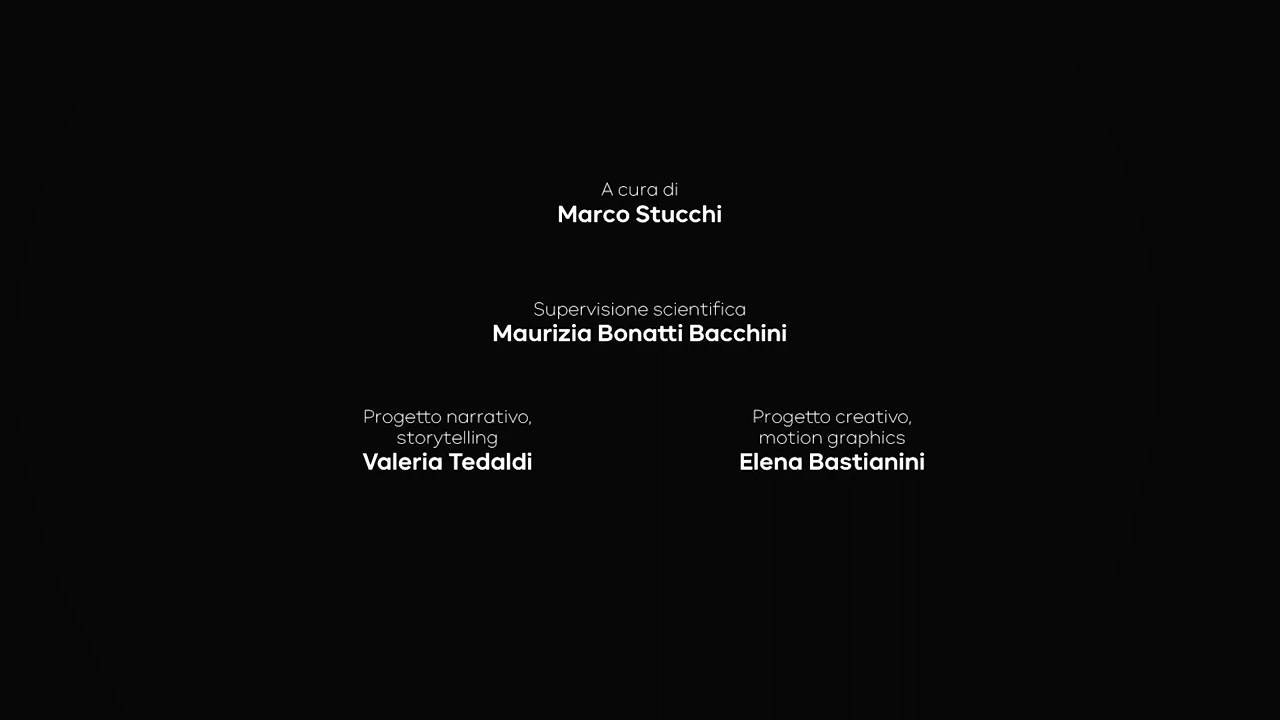 A cura di
Marco Stucchi
Supervisione scientifica
Maurizia Bonatti Bacchini
Progetto narrativo,
storytelling
Valeria Tedaldi
Progetto creativo,
motion graphics
Elena Bastianini